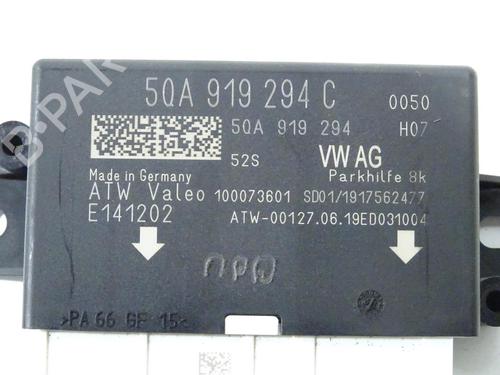 5QA 919 294 C 0050
5QA 919 294 H07
52S VW AG
Made in Germany Parkhilfe 8k
ATW Valeo 100073601 SD01/1917562477
E141202 ATW-00127.06.19ED031004
>PA 66 GF 15<
B-PARTS